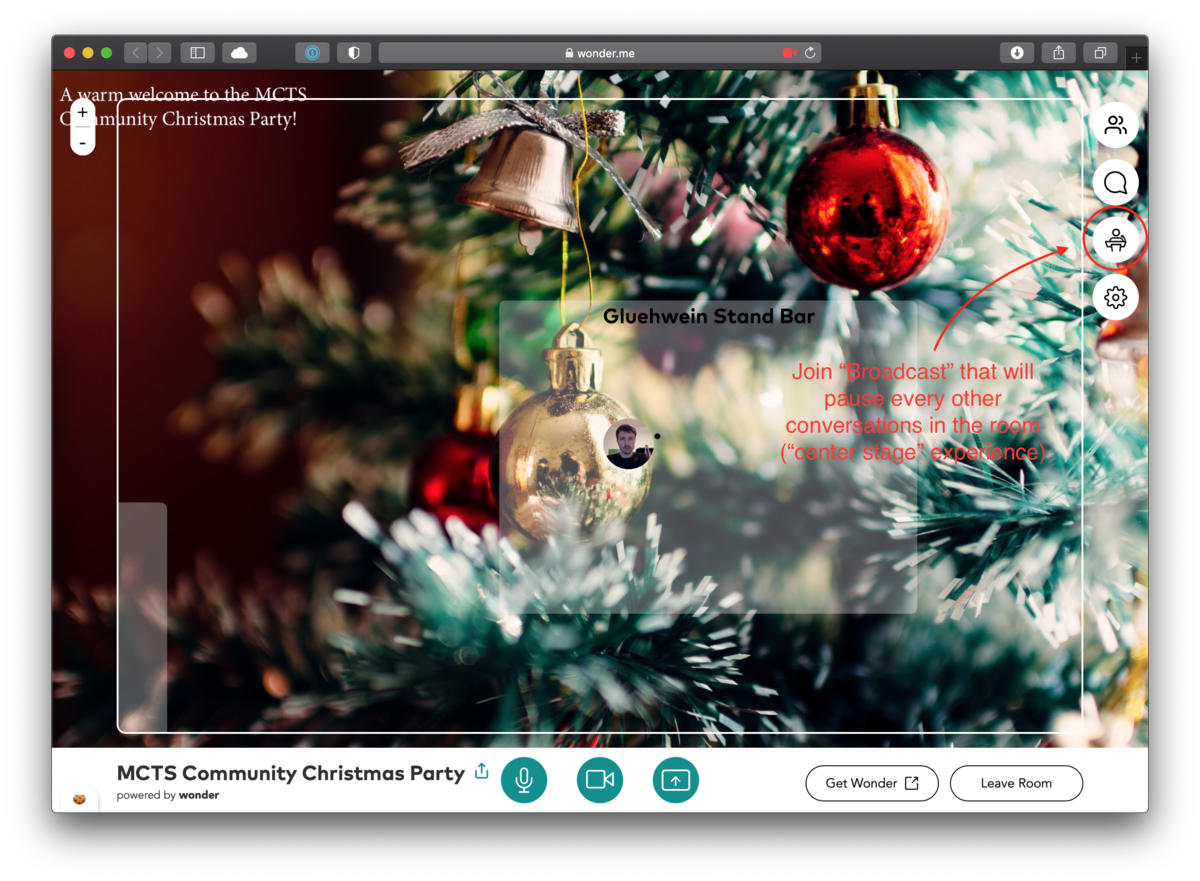 wonder.me
A warm welcome to the MCTS
Community Christmas Party!
+
-
Gluehwein Stand Bar
Join “Broadcast” that will
pause every other
conversations in the room
(“center stage” experience)
MCTS Community Christmas Party
powered by wonder
Get Wonder
Leave Room